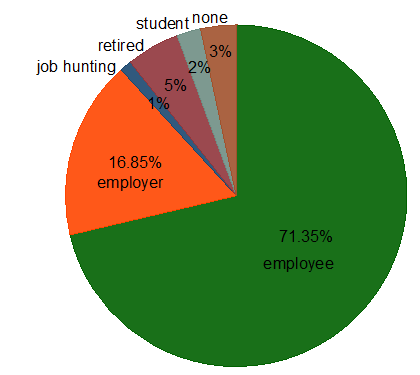 none
student
retired
job hunting
3%
2%
5%
1%
16.85%
employer
71.35%
employee